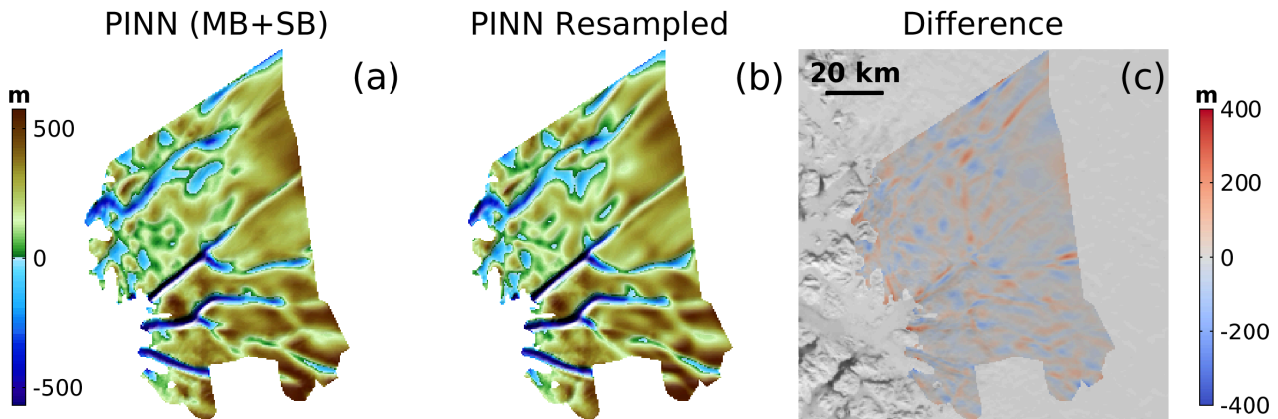 PINN (MB+SB)
PINN Resampled
Difference
(a)
(b)
(c)
20 km
m
500
0
-500
m
400
200
0
-200
-400